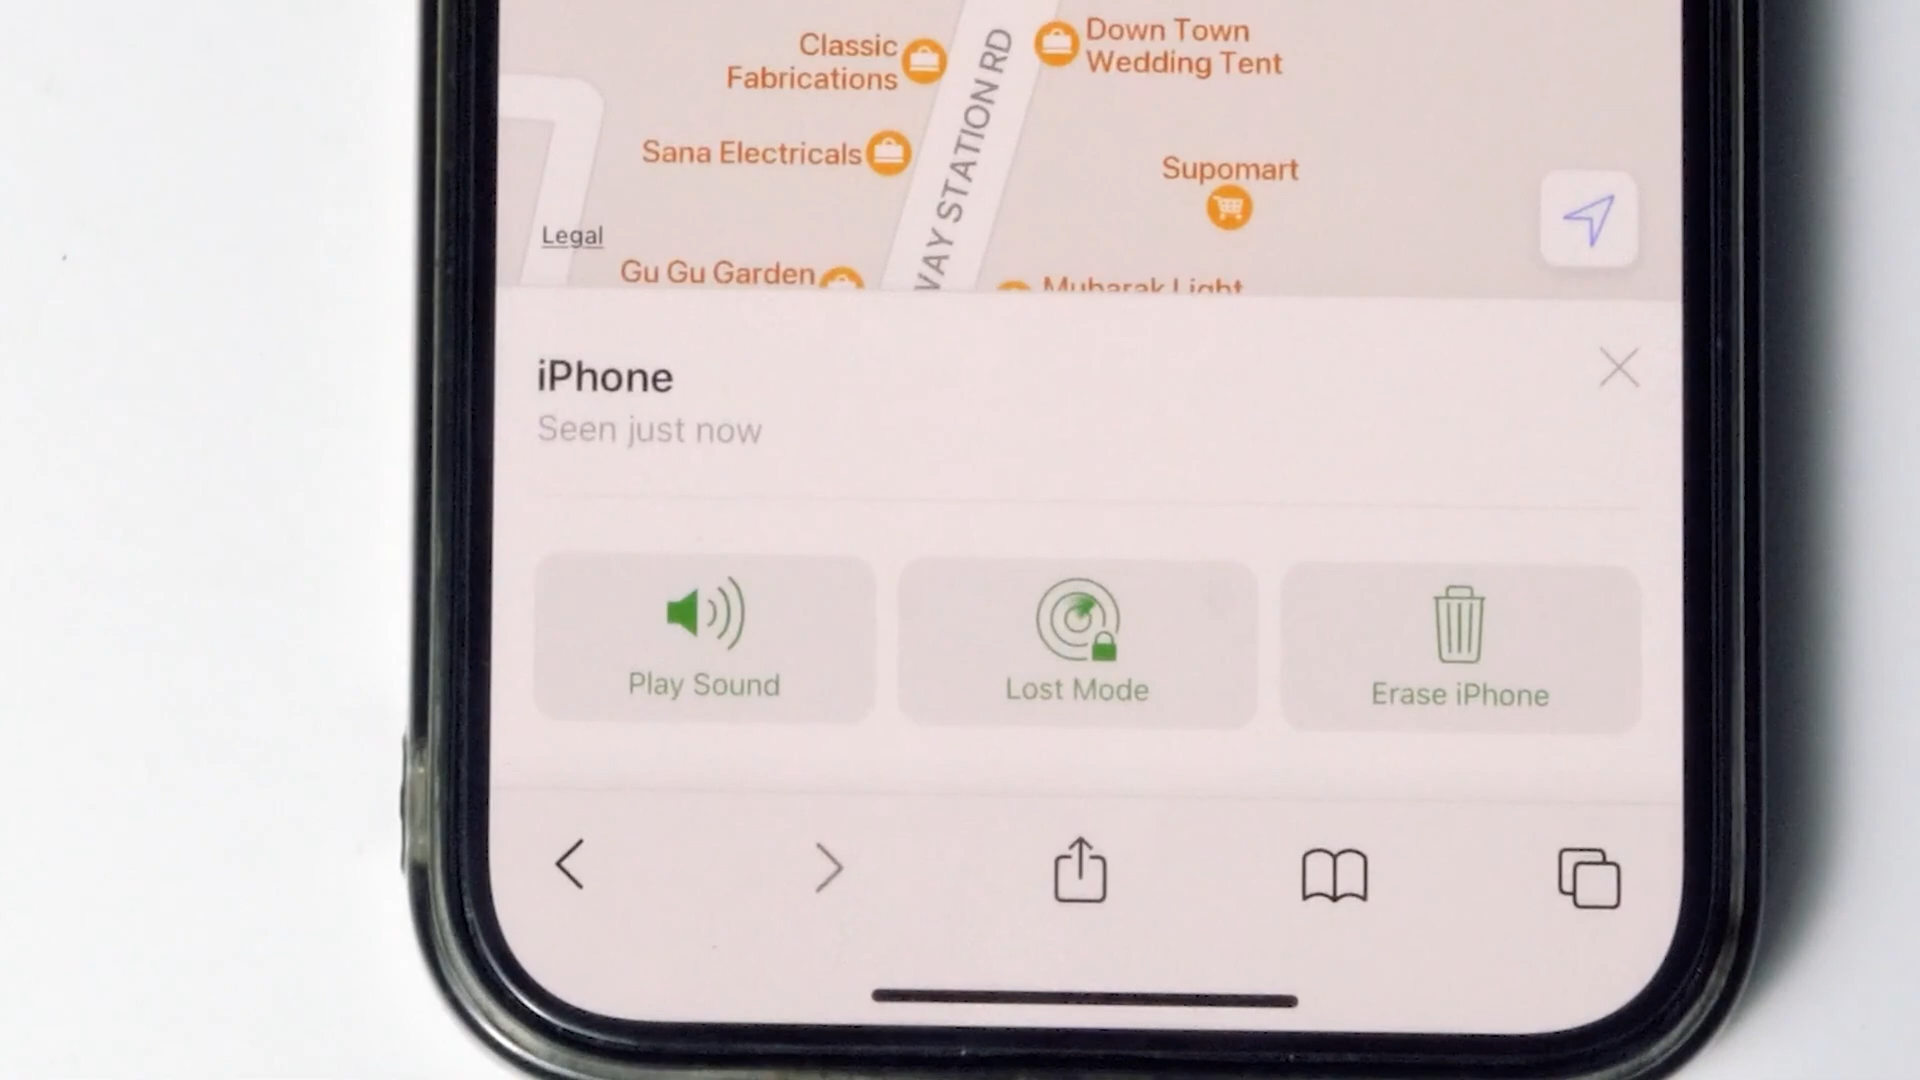 Classic
Fabrications
Down Town
Wedding Tent
Sana Electricals
STATION RD
Supomart
Legal
Gu Gu Garden
Mubarak Light
iPhone
Seen just now
Play Sound
Lost Mode
Erase iPhone